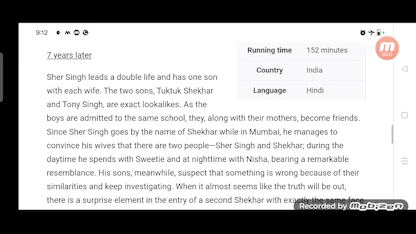 9:12
7 years later
Running time 152 minutes
Country India
Language Hindi
Sher Singh leads a double life and has one son
with each wife. The two sons, Tuktuk Shekhar
and Tony Singh, are exact lookalikes. As the
boys are admitted to the same school, they, along with their mothers, become friends.
Since Sher Singh goes by the name of Shekhar while in Mumbai, he manages to
convince his wives that there are two people—Sher Singh and Shekhar; during the
daytime he spends with Sweetie and at nighttime with Nisha, bearing a remarkable
resemblance. His sons, meanwhile, suspect that something is wrong because of their
similarities and keep investigating. When it almost seems like the truth will be out,
there is a surprise element in the entry of a second Shekhar with exactly the same face
Recorded by Mobizen